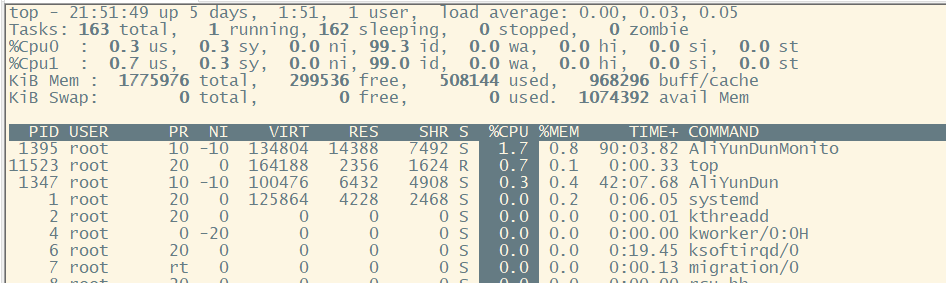 top - 21:51:49 up 5 days,  1:51,  1 user,  load average: 0.00, 0.03, 0.05
Tasks: 163 total,   1 running, 162 sleeping,   0 stopped,   0 zombie
%Cpu0  :  0.3 us,  0.3 sy,  0.0 ni, 99.3 id,  0.0 wa,  0.0 hi,  0.0 si,  0.0 st
%Cpu1  :  0.7 us,  0.3 sy,  0.0 ni, 99.0 id,  0.0 wa,  0.0 hi,  0.0 si,  0.0 st
KiB Mem :  1775976 total,   299536 free,   508144 used,   968296 buff/cache
KiB Swap:        0 total,        0 free,        0 used.  1074392 avail Mem
PID USER      PR  NI    VIRT    RES    SHR S  %CPU %MEM     TIME+ COMMAND
1395 root      10 -10  134804  14388   7492 S   1.7  0.8  90:03.82 AliYunDunMonito
11523 root      20   0  164188   2356   1624 R   0.7  0.1   0:00.33 top
1347 root      10 -10  100476   6432   4908 S   0.3  0.4  42:07.68 AliYunDun
1 root      20   0  125864   4228   2468 S   0.0  0.2   0:06.05 systemd
2 root      20   0       0      0      0 S   0.0  0.0   0:00.01 kthreadd
4 root       0 -20       0      0      0 S   0.0  0.0   0:00.00 kworker/0:0H
6 root      20   0       0      0      0 S   0.0  0.0   0:19.45 ksoftirqd/0
7 root      rt   0       0      0      0 S   0.0  0.0   0:00.13 migration/0